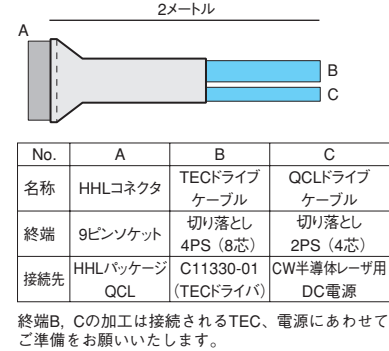 2メートル
A
B
C
No. A B C
名称 HHLコネクタ TECドライブ ケーブル QCLドライブ ケーブル
終端 9ピンソケット 切り落とし 4PS（8芯） 切り落とし 2PS（4芯）
接続先 HHLパッケージ QCL C11330-01 （TECドライバ） CW半導体レーザ用 DC電源
終端B, Cの加工は接続されるTEC、電源にあわせて
ご準備をお願いいたします。